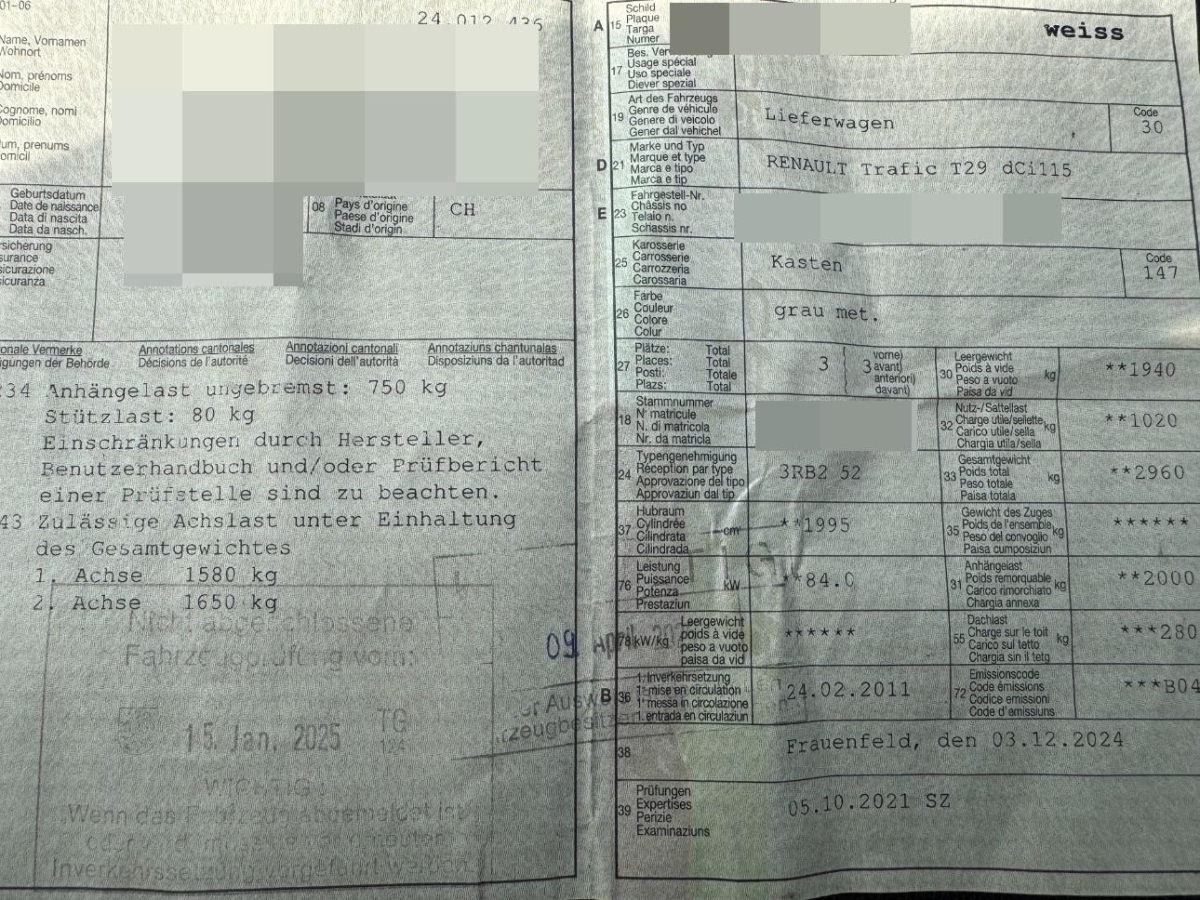 01-06
24 012 435
Name, Vornamen
Wohnort
Nom, prénoms
Domicile
Cognome, nomi
Domicilio
prenums
Geburtsdatum
Date de naissance
Data di nascita
Data da nasch.
08 Pays d'origine
Paese d'origine
Stadi d'origin
CH
Annotations cantonales
Décisions de l'autorité
Annotazioni cantonali
Decisioni dell'autorità
Annotaziuns chantunalas
Disposiziuns da l'autoritad
Vermerke
der Behörde
234 Anhängelast ungebremst: 750 kg
Stützlast: 80 kg
Einschränkungen durch Hersteller,
Benutzerhandbuch und/oder Prüfbericht
einer Prüfstelle sind zu beachten.
43 Zulässige Achslast unter Einhaltung
des Gesamtgewichtes
1. Achse 1580 kg
2. Achse 1650 kg
Nicht abgeschlossene
Fahrzeugprüfung vom:
15. Jan. 2025
TG
WICHTIG:
Wenn das Fahrzeug abgemeldet ist
Inverkehrssetzung vorgeführt werden.
09
A 15 Schild
Plaque
Targa
Numer
weiss
17 Bes.
Usage spécial
Uso speciale
Diever spezial
19 Art des Fahrzeugs
Genre de véhicule
Genere di veicolo
Gener dal vehichel
Lieferwagen
Code
30
D 21 Marke und Typ
Marque et type
Marca e tipo
Marca e tip
RENAULT Trafic T29 dCi115
E 23 Fahrgestell-Nr.
Châssis no
Telaio n.
Schassis nr.
25 Karosserie
Carrosserie
Carrozzeria
Carossaria
Kasten
Code
147
26 Farbe
Couleur
Colore
Colur
grau met.
27 Plätze: Total
Places: Total
Posti: Totale
Plazs: Total
3
3 vorne)
avant)
anteriori)
davant)
30 Leergewicht
Poids à vide
Peso a vuoto
Paisa da vid
kg
**1940
18 Stammnummer
N° matricule
N. di matricola
Nr. da matricla
32 Nutz-/Sattellast
Charge utile/sellette
Carico utile/sella
Chargia utila/sella
kg
**1020
24 Typengenehmigung
Réception par type
Approvazione del tipo
Approvaziun dal tip
3RB2 52
33 Gesamtgewicht
Poids total
Peso totale
Paisa totala
kg
**2960
37 Hubraum
Cylindrée
Cilindrata
Cilindrada
cm³
**1995
35 Gewicht des Zuges
Poids de l'ensemble
Peso del convoglio
Paisa cumposiziun
kg
******
76 Leistung
Puissance
Potenza
Prestaziun
kW
**84.0
31 Anhängelast
Poids remorquable
Carico rimorchiato
Chargia annexa
kg
**2000
78 kW/kg
Leergewicht
poids à vide
peso a vuoto
paisa da vid
******
55 Dachlast
Charge sur le toit
Carico sul tetto
Chargia sin il tetg
kg
***280
B 36 1. Inverkehrsetzung
1re mise en circulation
1a messa in circolazione
1. entrada en circulaziun
24.02.2011
72 Emissionscode
Code émissions
Codice emissioni
Code d'emissiuns
***B04
38
Frauenfeld, den 03.12.2024
39 Prüfungen
Expertises
Perizie
Examinaziuns
05.10.2021 SZ